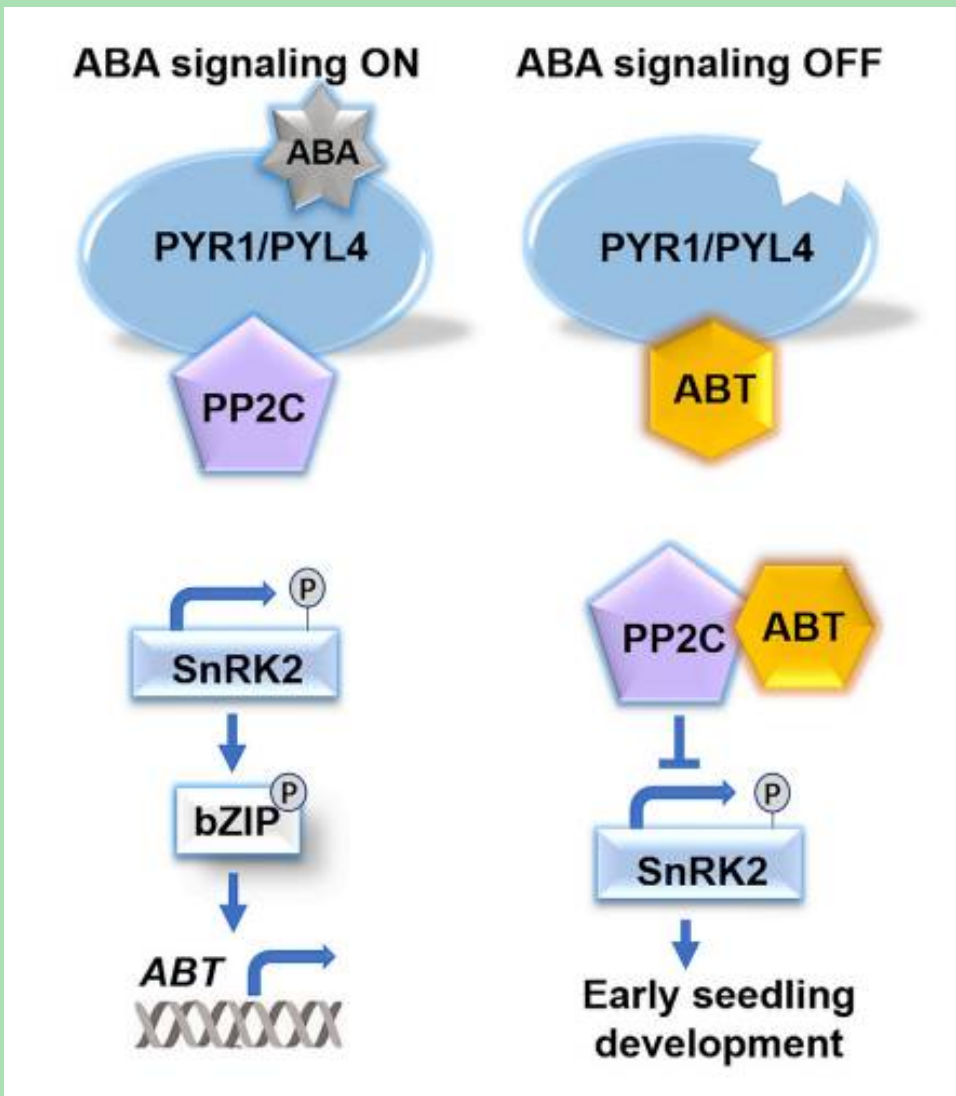 ABA signaling ON
ABA
PYR1/PYL4
PP2C
P
SnRK2
P
bZIP
ABT
ABA signaling OFF
PYR1/PYL4
ABT
PP2C
ABT
P
SnRK2
Early seedling
development